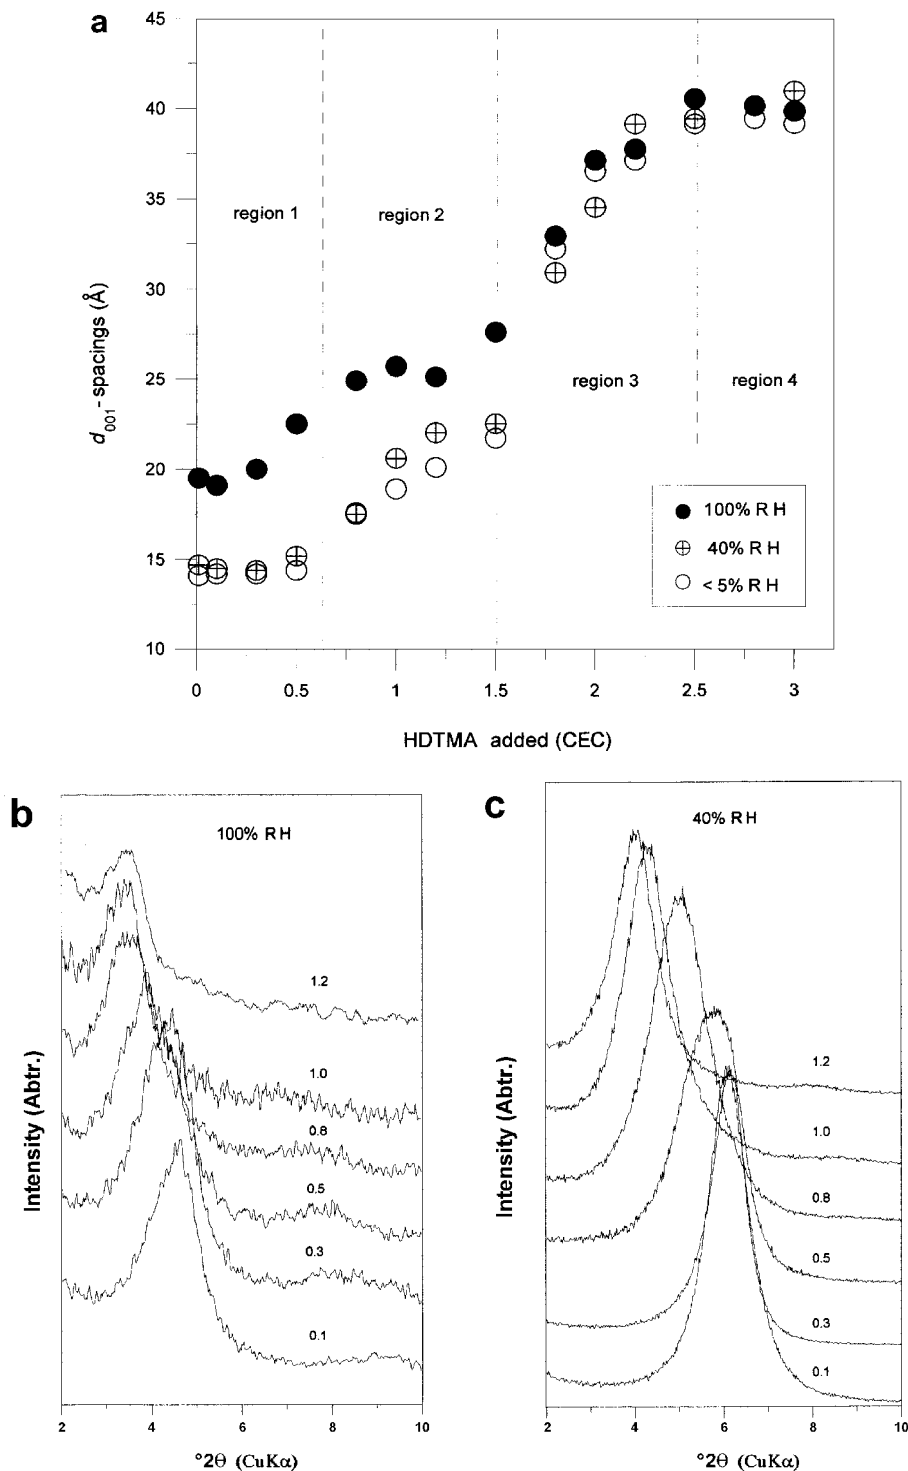 a
45
40
35
30
25
20
15
10
d001- spacings (Å)
region 1
region 2
region 3
region 4
100% R H
40% R H
< 5% R H
0
0.5
1
1.5
2
2.5
3
HDTMA added (CEC)
b
100% R H
1.2
1.0
0.8
0.5
0.3
0.1
Intensity (Abtr.)
2
4
6
8
10
°2θ (CuKα)
c
40% R H
1.2
1.0
0.8
0.5
0.3
0.1
Intensity (Abtr.)
2
4
6
8
10
°2θ (CuKα)